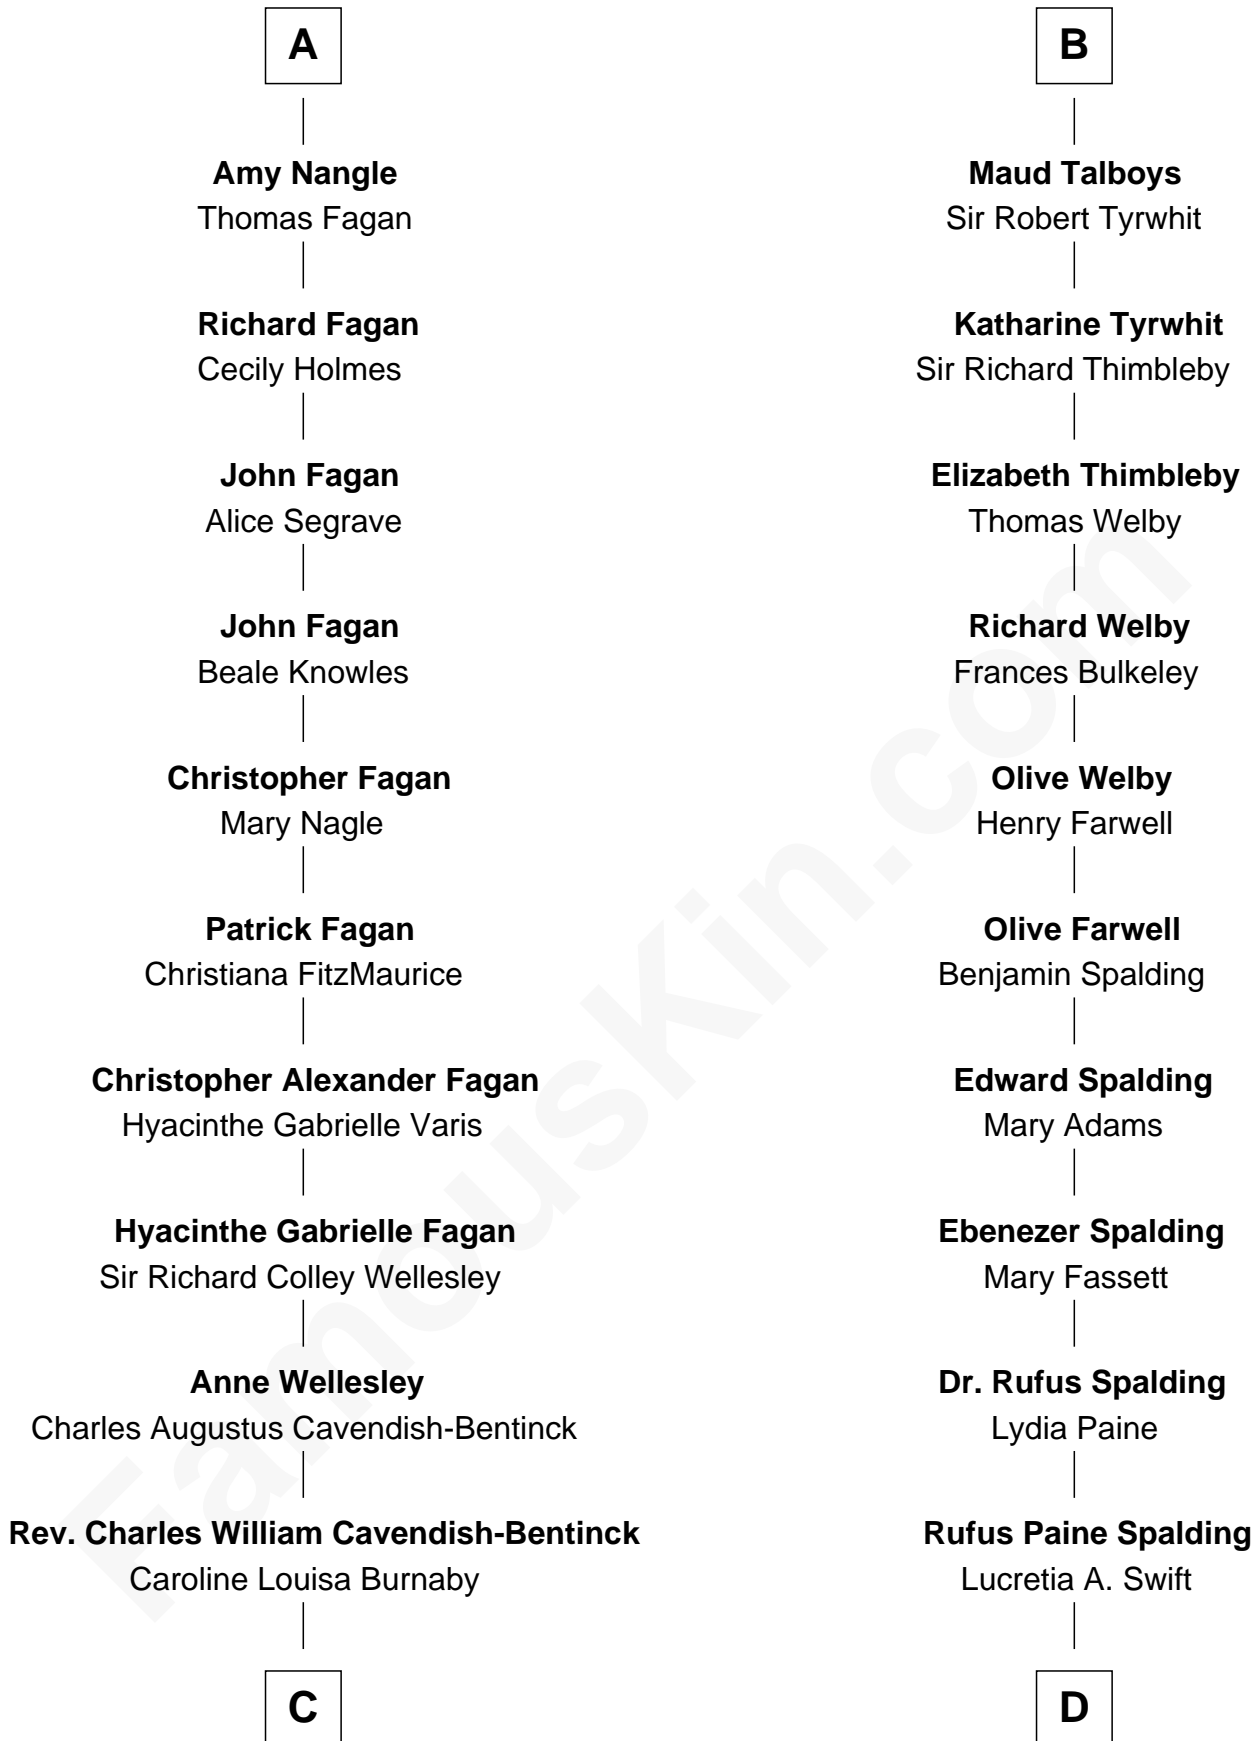 A
Amy Nangle
Thomas Fagan
Richard Fagan
Cecily Holmes
John Fagan
Alice Segrave
John Fagan
Beale Knowles
Christopher Fagan
Mary Nagle
Patrick Fagan
Christiana FitzMaurice
Christopher Alexander Fagan
Hyacinthe Gabrielle Varis
Hyacinthe Gabrielle Fagan
Sir Richard Colley Wellesley
Anne Wellesley
Charles Augustus Cavendish-Bentinck
Rev. Charles William Cavendish-Bentinck
Caroline Louisa Burnaby
C
B
Maud Talboys
Sir Robert Tyrwhit
Katharine Tyrwhit
Sir Richard Thimbleby
Elizabeth Thimbleby
Thomas Welby
Richard Welby
Frances Bulkeley
Olive Welby
Henry Farwell
Olive Farwell
Benjamin Spalding
Edward Spalding
Mary Adams
Ebenezer Spalding
Mary Fassett
Dr. Rufus Spalding
Lydia Paine
Rufus Paine Spalding
Lucretia A. Swift
D
FamousKin.com